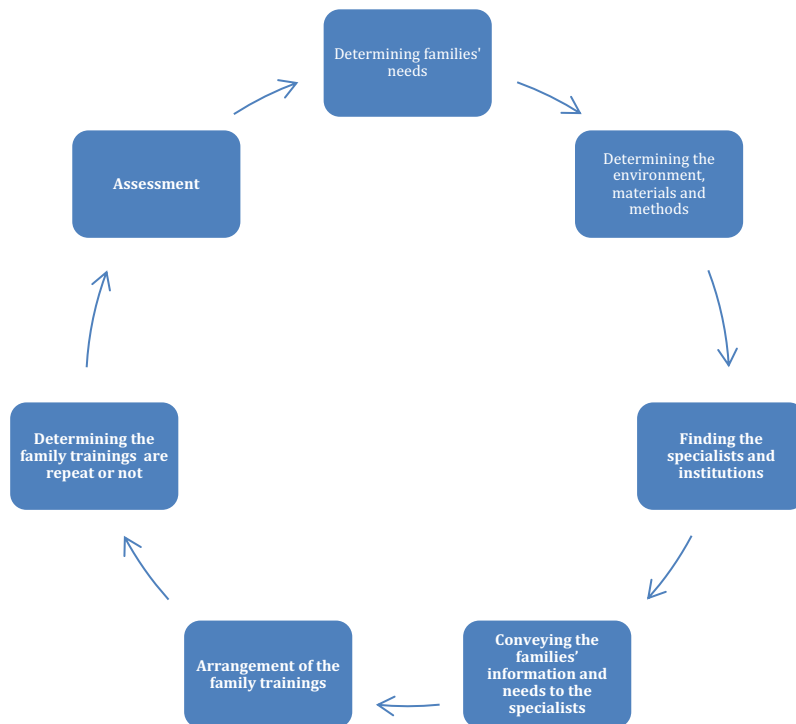 Determining families'
needs
Determining the
environment,
materials and
methods
Finding the
specialists and
institutions
Conveying the
families’
information and
needs to the
specialists
Arrangement of the
family trainings
Determining the
family trainings are
repeat or not
Assessment